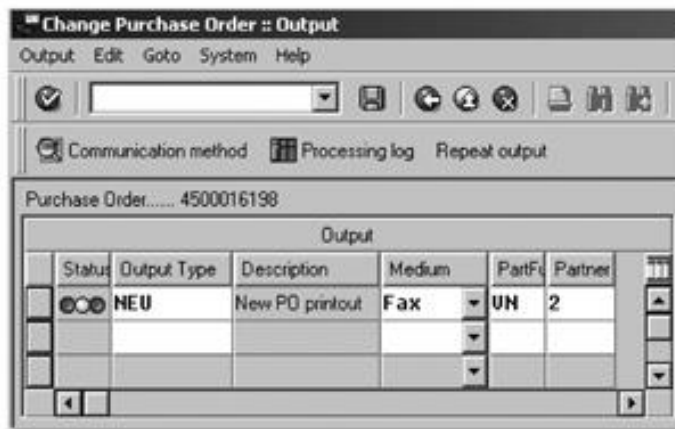 Change Purchase Order :: Output
Output Edit Goto System Help
Communication method Processing log Repeat output
Purchase Order...... 4500016198
Output
Status Output Type Description Medium PartFu Partner
NEU New PO printout Fax VN 2